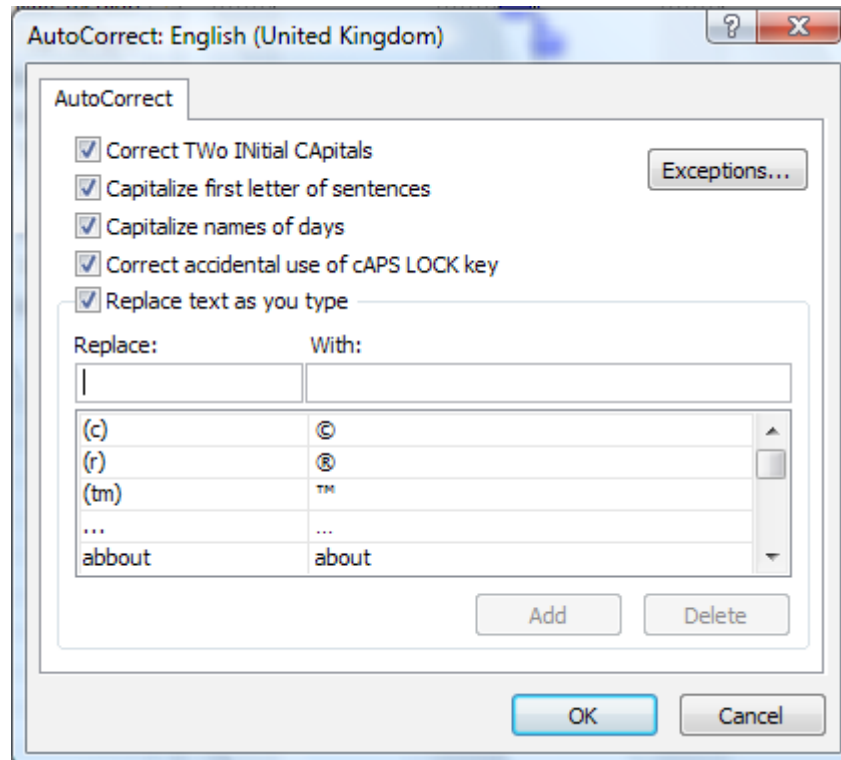 AutoCorrect: English (United Kingdom)
AutoCorrect
Correct TWo INitial CApitals
Exceptions...
Capitalize first letter of sentences
Capitalize names of days
Correct accidental use of cAPS LOCK key
Replace text as you type
Replace: With:
(c) ©
(r) ®
(tm) ™
... …
abbout about
Add Delete
OK Cancel